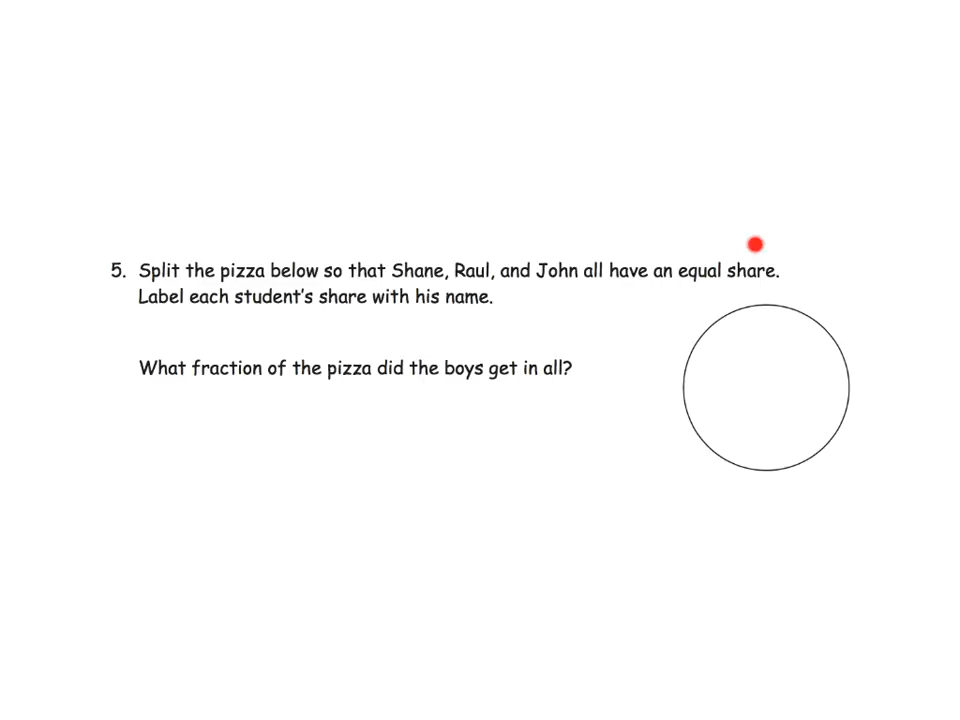 5. Split the pizza below so that Shane, Raul, and John all have an equal share.
Label each student's share with his name.
What fraction of the pizza did the boys get in all?